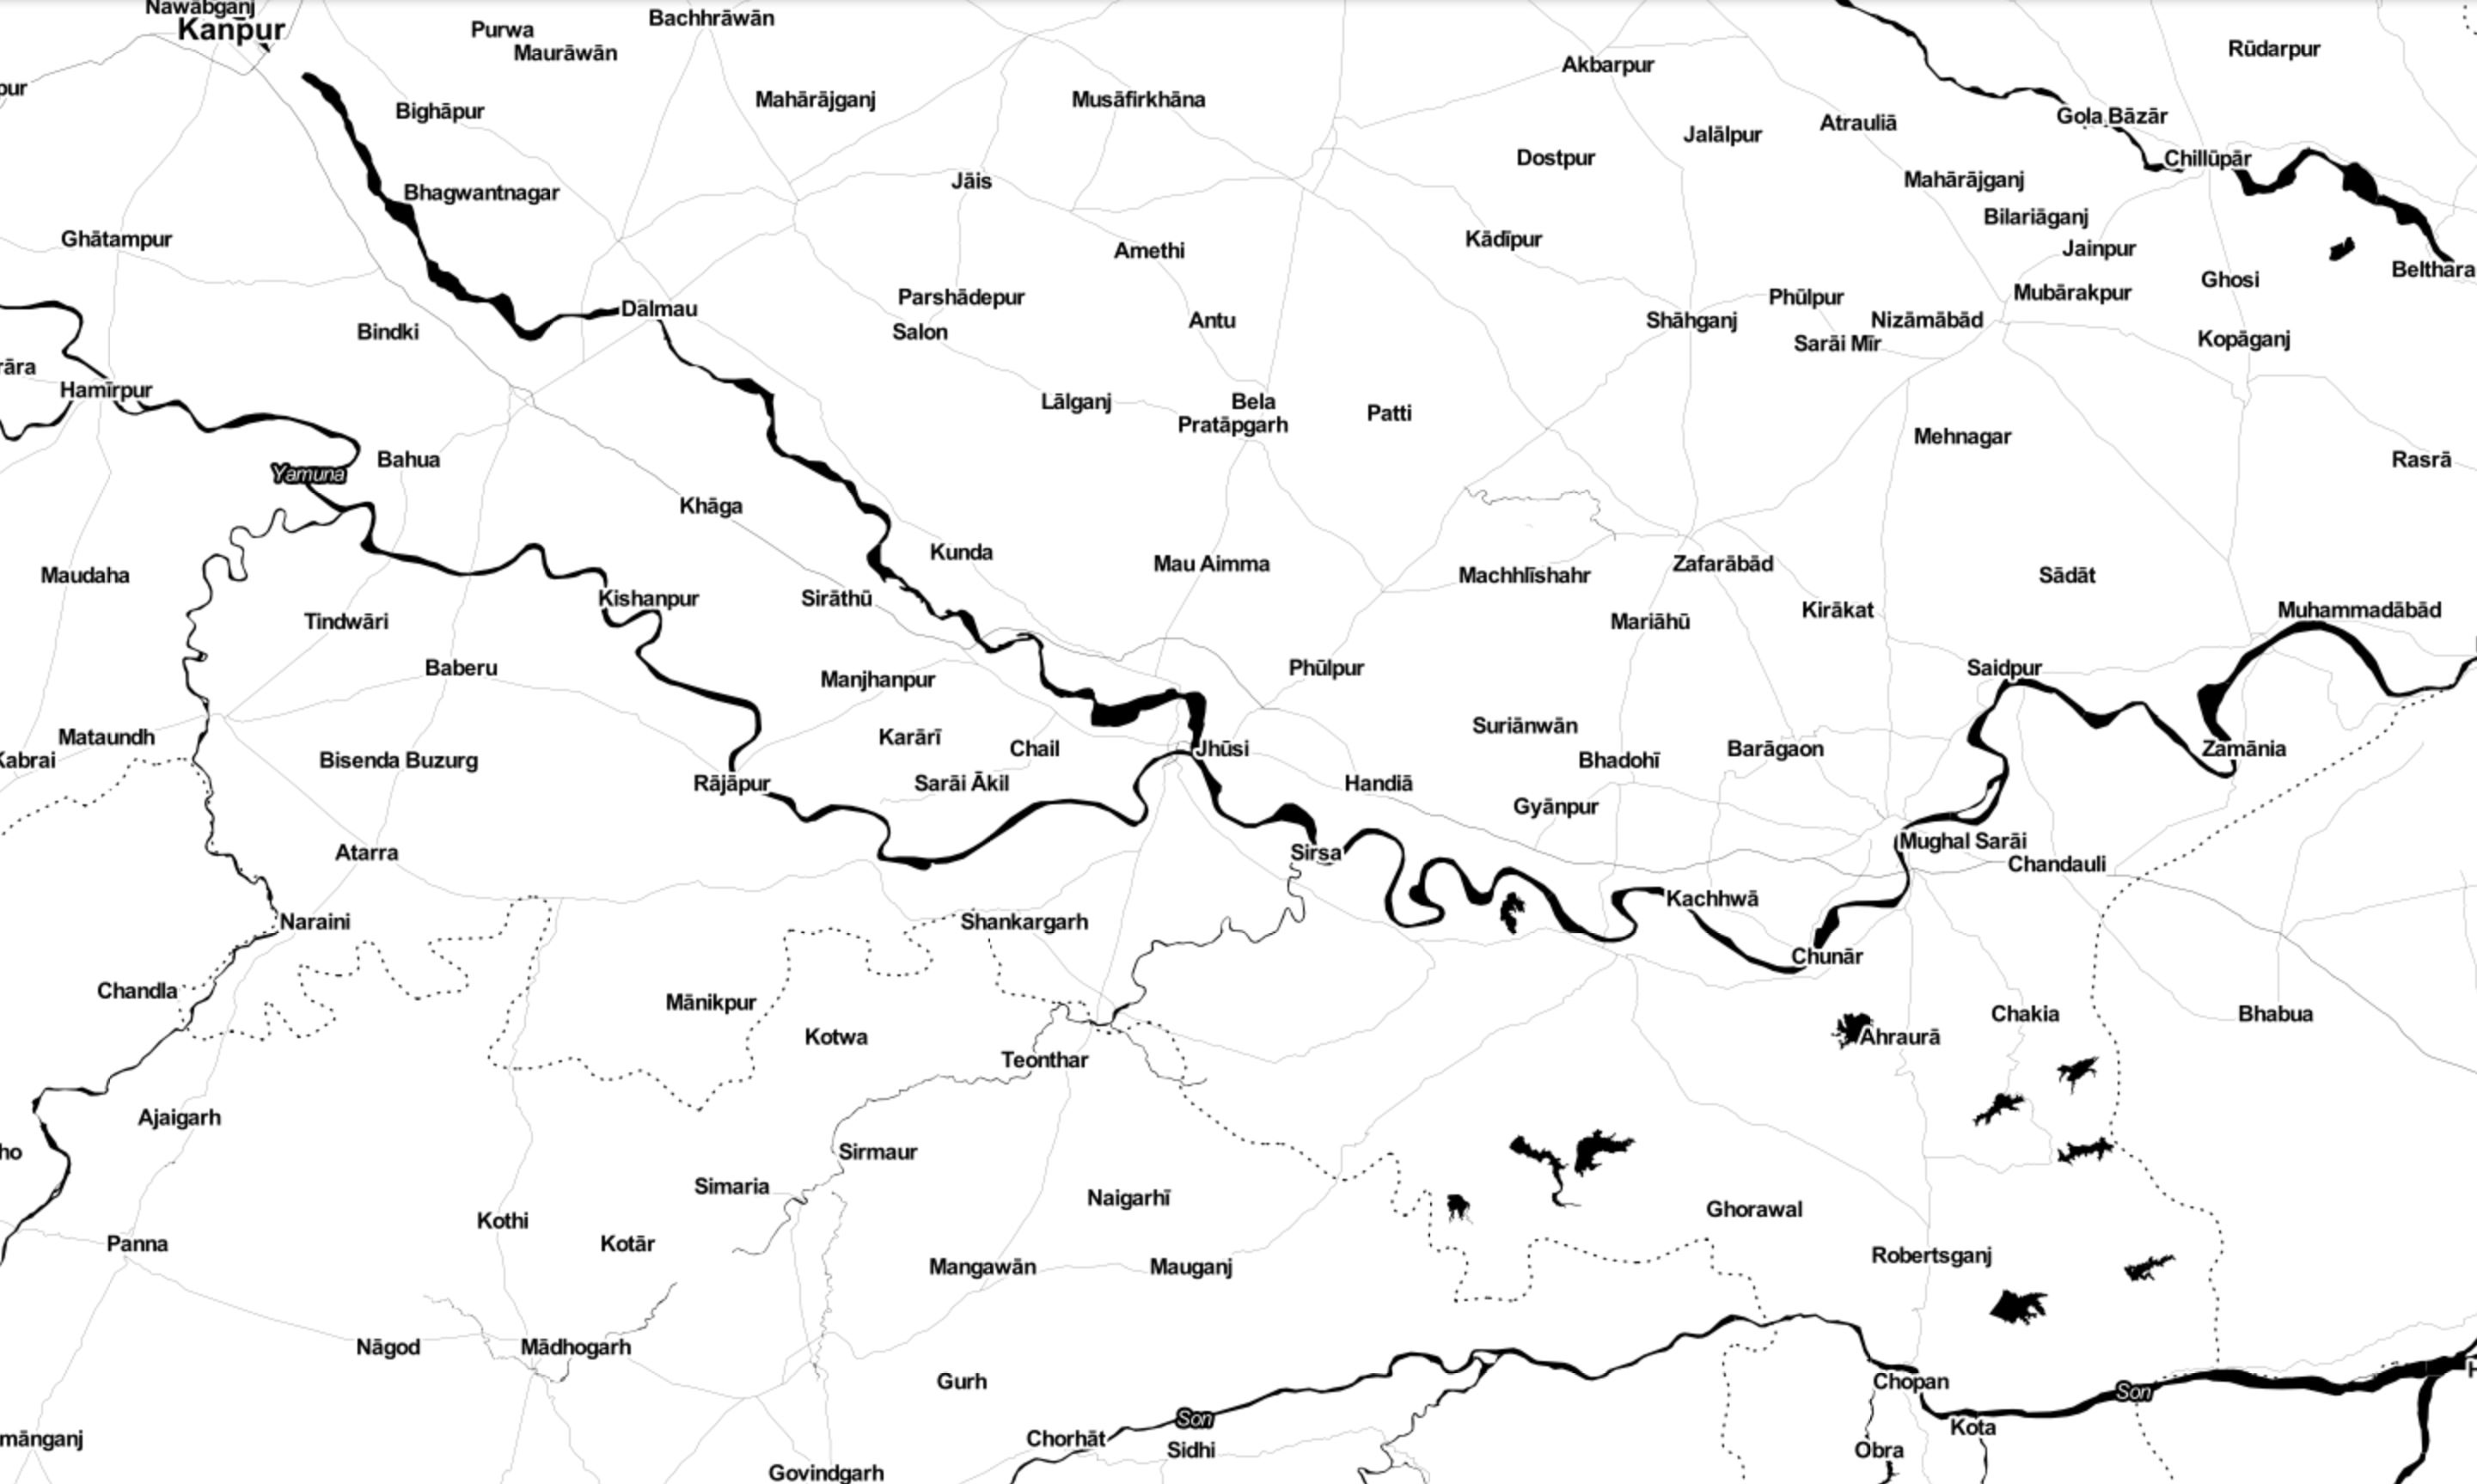 Nawābganj
Kanpur
Purwa
Maurāwān
Bachhrāwān
Rūdarpur
Akbarpur
pur
Bighāpur
Mahārājganj
Musāfirkhāna
Gola Bāzār
Atrauliā
Jalālpur
Dostpur
Chillūpār
Jāis
Mahārājganj
Bhagwantnagar
Bilariāganj
Ghātampur
Kādīpur
Amethi
Jainpur
Belthara
Ghosi
Parshādepur
Phūlpur
Mubārakpur
Dālmau
Bindki
Salon
Antu
Shāhganj
Nizāmābād
Sarāi Mīr
Kopāganj
rāra
Hamīrpur
Lālganj
Bela
Pratāpgarh
Patti
Mehnagar
Yamuna
Bahua
Rasrā
Khāga
Kunda
Mau Aimma
Machhlīshahr
Zafarābād
Sādāt
Maudaha
Kishanpur
Sirāthū
Tindwāri
Mariāhū
Kirākat
Muhammadābād
Baberu
Manjhanpur
Phūlpur
Saidpur
Mataundh
Karārī
Chail
Jhūsi
Suriānwān
Barāgaon
Zamānia
Kabrai
Bisenda Buzurg
Bhadohī
Rājāpur
Sarāi Ākil
Handiā
Gyānpur
Atarra
Sirsa
Mughal Sarāi
Chandauli
Naraini
Shankargarh
Kachhwā
Chunār
Chandla
Mānikpur
Kotwa
Teonthar
Ahraurā
Chakia
Bhabua
Ajaigarh
ho
Sirmaur
Simaria
Naigarhī
Ghorawal
Kothi
Panna
Kotār
Mangawān
Mauganj
Robertsganj
Nāgod
Mādhogarh
Gurh
Chopan
Son
H
Son
Kota
mānganj
Chorhāt
Sidhi
Obra
Govindgarh